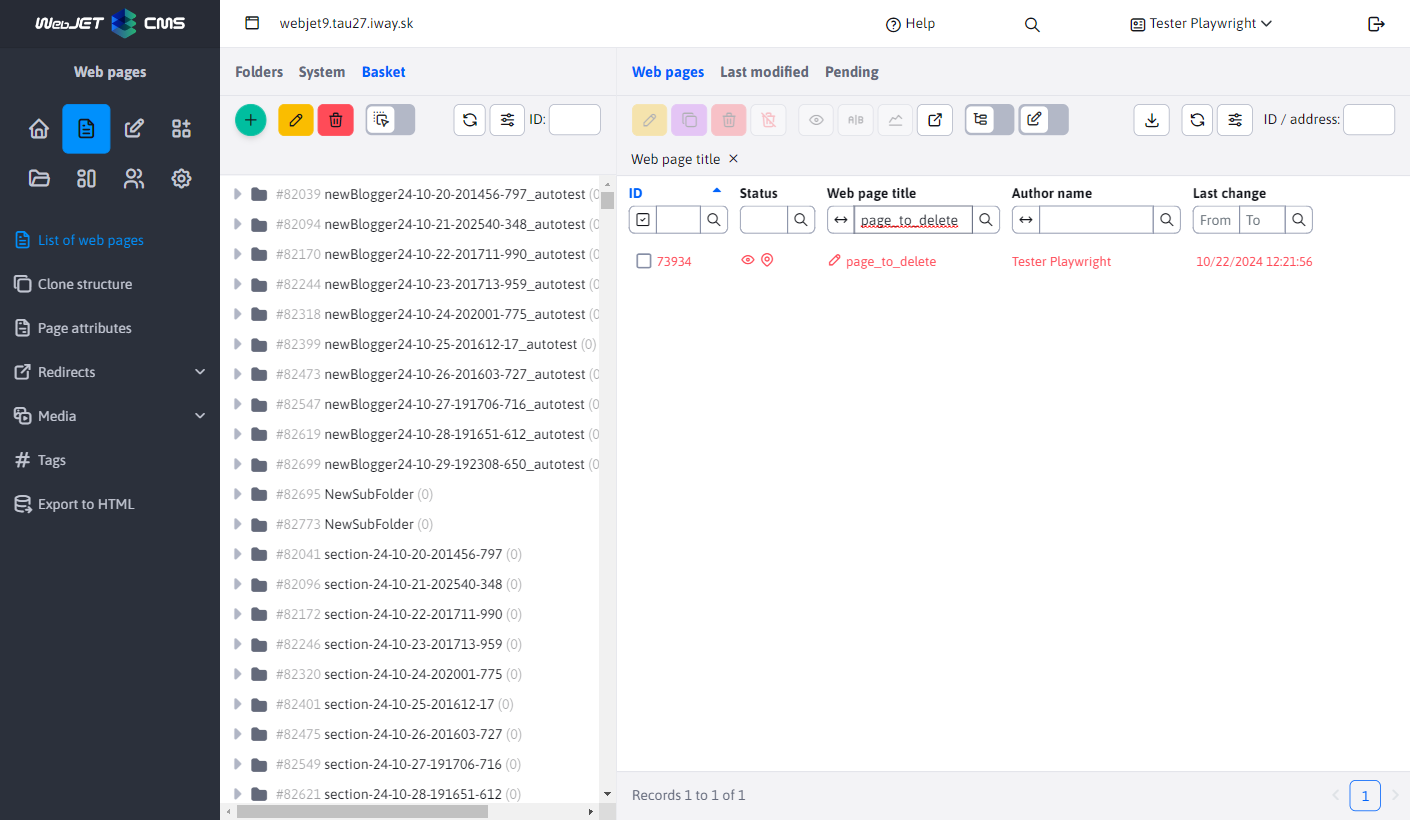 WebJET CMS
webjet9.tau27.iway.sk
Help
Tester Playwright
Web pages
List of web pages
Clone structure
Page attributes
Redirects
Media
Tags
Export to HTML
Folders System Basket
ID:
#82039 newBlogger24-10-20-201456-797_autotest (0
#82094 newBlogger24-10-21-202540-348_autotest (0
#82170 newBlogger24-10-22-201711-990_autotest (0
#82244 newBlogger24-10-23-201713-959_autotest (0
#82318 newBlogger24-10-24-202001-775_autotest (0
#82399 newBlogger24-10-25-201612-17_autotest (0)
#82473 newBlogger24-10-26-201603-727_autotest (0
#82547 newBlogger24-10-27-191706-716_autotest (0
#82619 newBlogger24-10-28-191651-612_autotest (0
#82699 newBlogger24-10-29-192308-650_autotest (0
#82695 NewSubFolder (0)
#82773 NewSubFolder (0)
#82041 section-24-10-20-201456-797 (0)
#82096 section-24-10-21-202540-348 (0)
#82172 section-24-10-22-201711-990 (0)
#82246 section-24-10-23-201713-959 (0)
#82320 section-24-10-24-202001-775 (0)
#82401 section-24-10-25-201612-17 (0)
#82475 section-24-10-26-201603-727 (0)
#82549 section-24-10-27-191706-716 (0)
#82621 section-24-10-28-191651-612 (0)
Web pages Last modified Pending
A|B
ID / address:
Web page title ×
ID Status Web page title Author name Last change
page_to_delete From To
73934 page_to_delete Tester Playwright 10/22/2024 12:21:56
Records 1 to 1 of 1
1